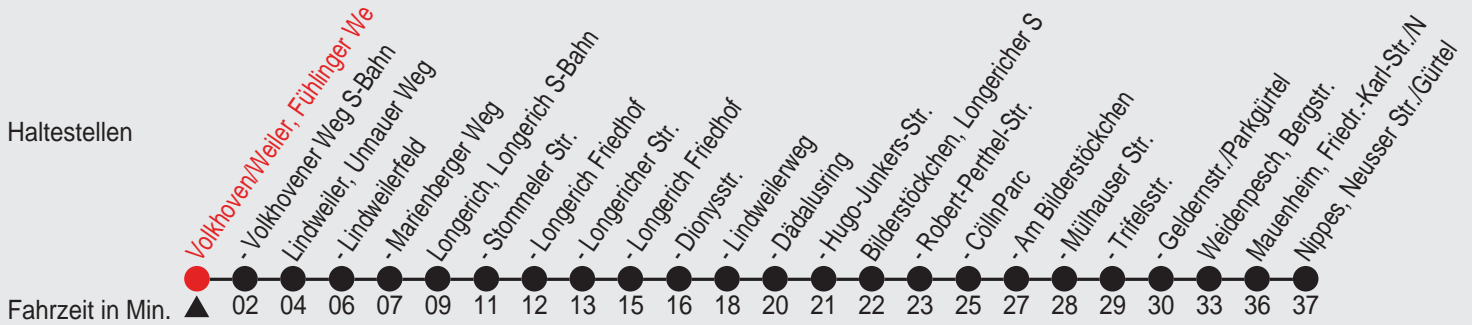 Haltestellen
Volkhoven/Weiler, Fühlinger We
- Volkhovener Weg S-Bahn
Lindweiler, Unnauer Weg
- Lindweilerfeld
- Marienberger Weg
Longerich, Longerich S-Bahn
- Stommeler Str.
- Longerich Friedhof
- Longericher Str.
- Longerich Friedhof
- Dionysstr.
- Lindweilerweg
- Dädalusring
- Hugo-Junkers-Str.
Bilderstöckchen, Longericher S
- Robert-Perthel-Str.
- CöllnParc
- Am Bilderstöckchen
- Mülhauser Str.
- Trifelsstr.
- Geldernstr./Parkgürtel
Weidenpesch, Bergstr.
Mauenheim, Friedr.-Karl-Str./N
Nippes, Neusser Str./Gürtel
Fahrzeit in Min. 02 04 06 07 09 11 12 13 15 16 18 20 21 22 23 25 27 28 29 30 33 36 37